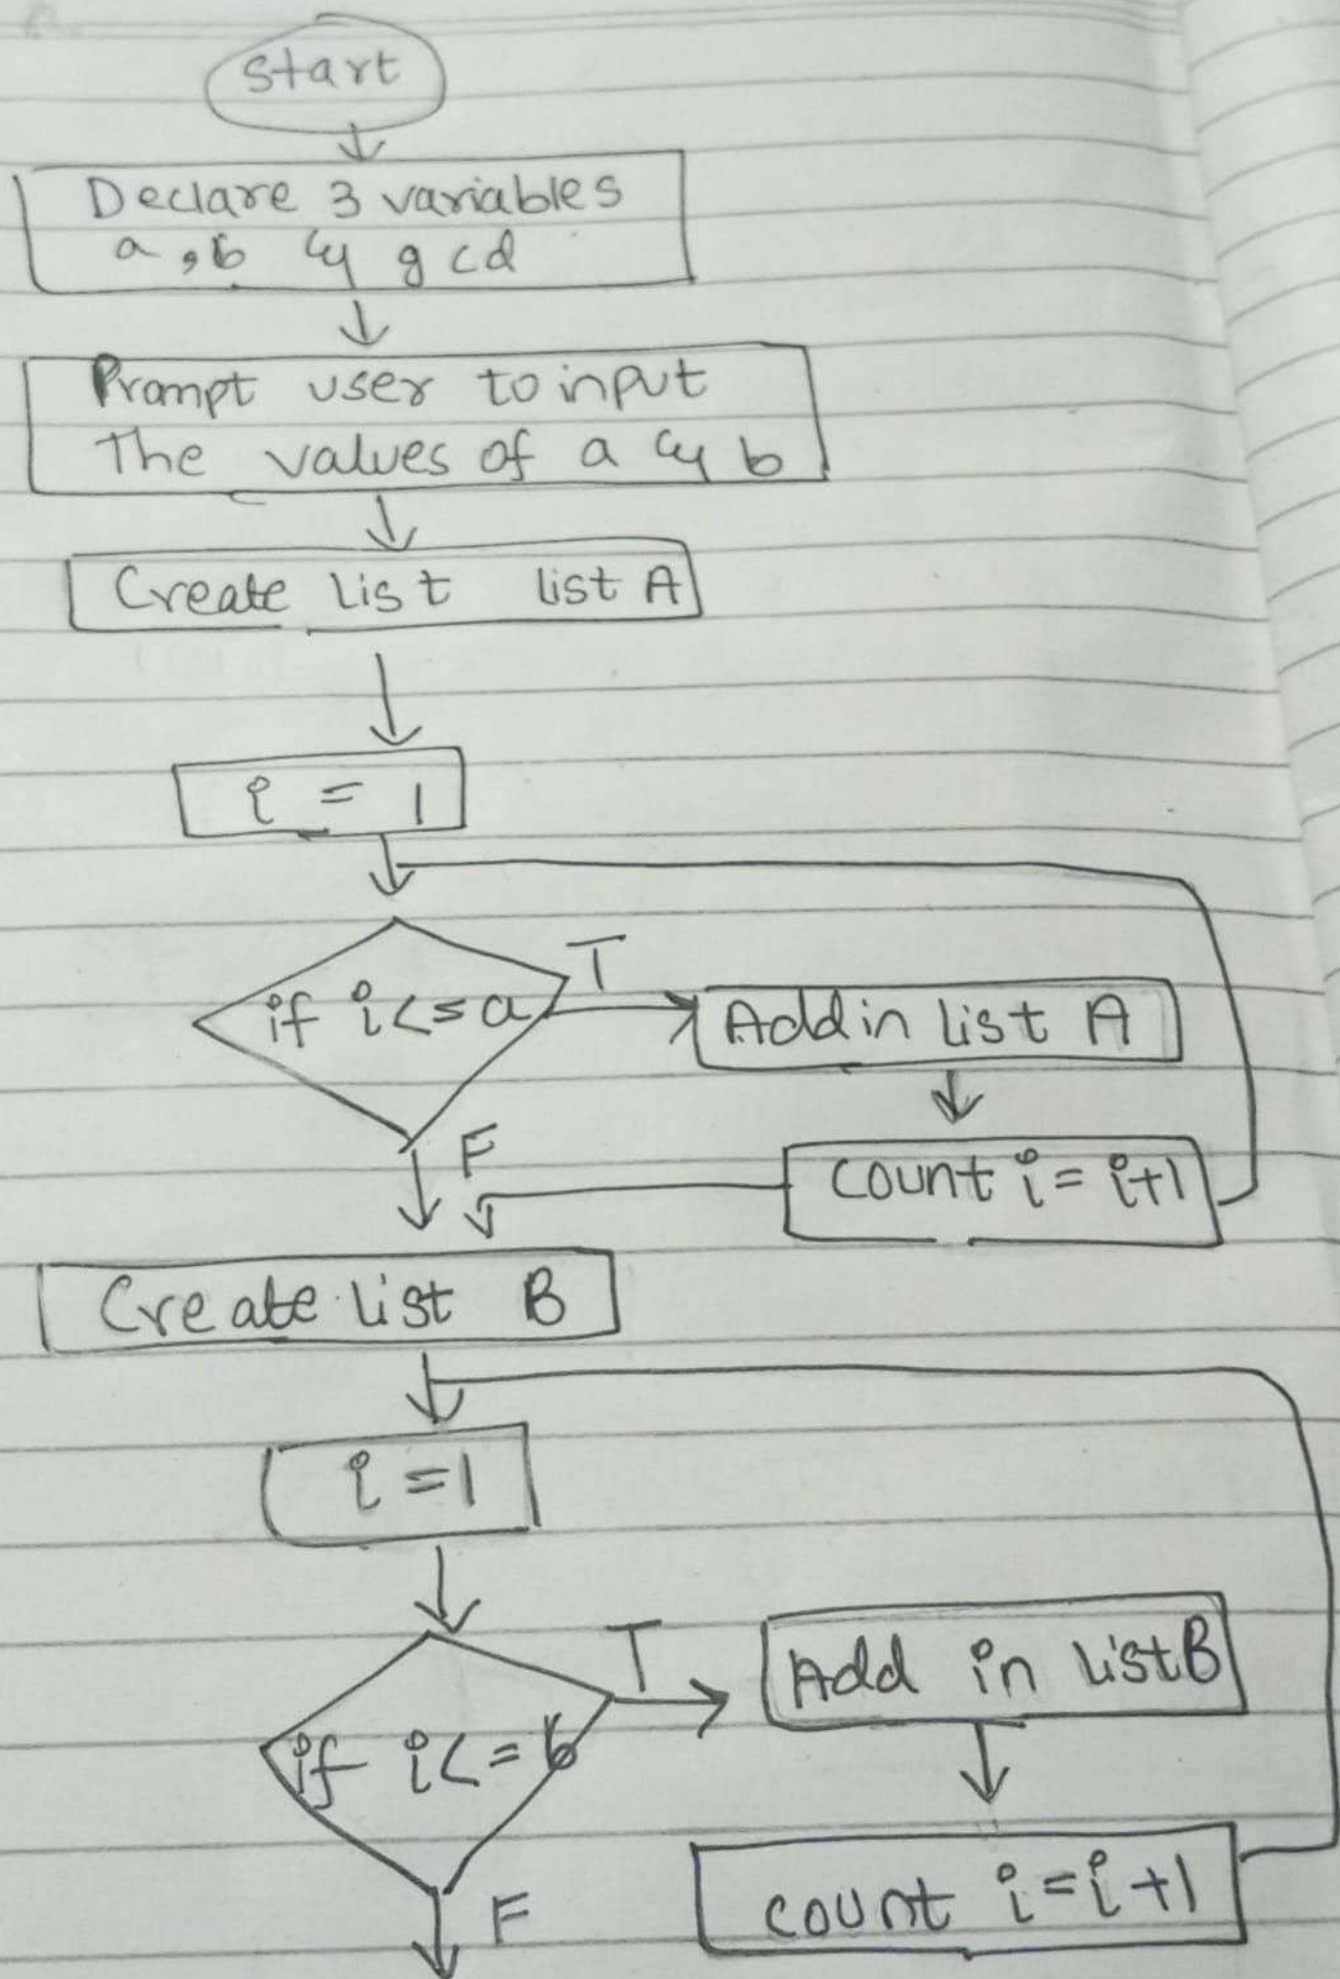 Start
Declare 3 variables
a, b & gcd
Prompt user to input
The values of a & b
Create list list A
i = 1
if i <= a
T
Add in list A
F
count i = i+1
Create list B
i = 1
if i <= b
T
Add in list B
F
count i = i+1